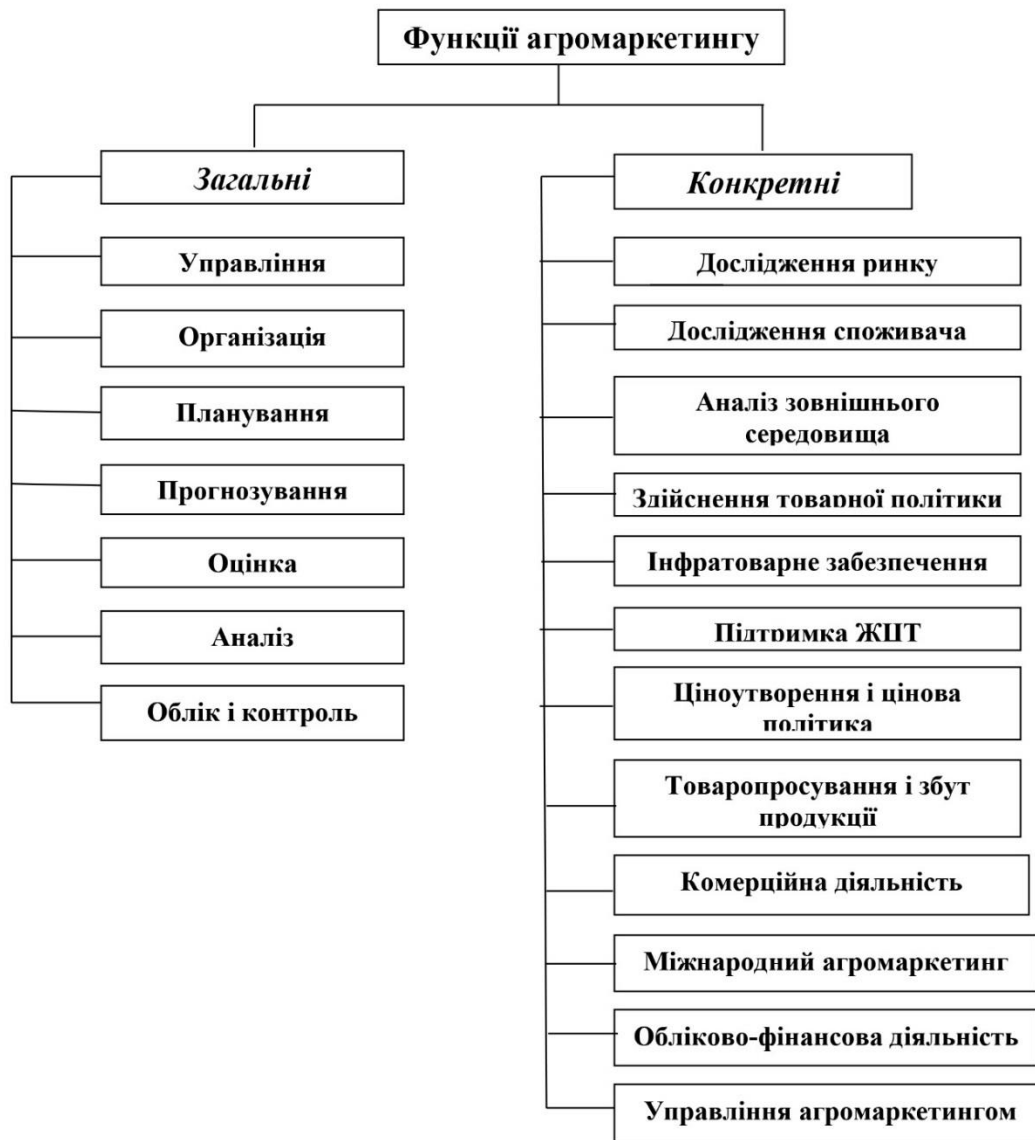 Функції агромаркетингу
Загальні
Управління
Організація
Планування
Прогнозування
Оцінка
Аналіз
Облік і контроль
Конкретні
Дослідження ринку
Дослідження споживача
Аналіз зовнішнього
середовища
Здійснення товарної політики
Інфратоварне забезпечення
Підтримка ЖЦТ
Ціноутворення і цінова
політика
Товаропросування і збут
продукції
Комерційна діяльність
Міжнародний агромаркетинг
Обліково-фінансова діяльність
Управління агромаркетингом